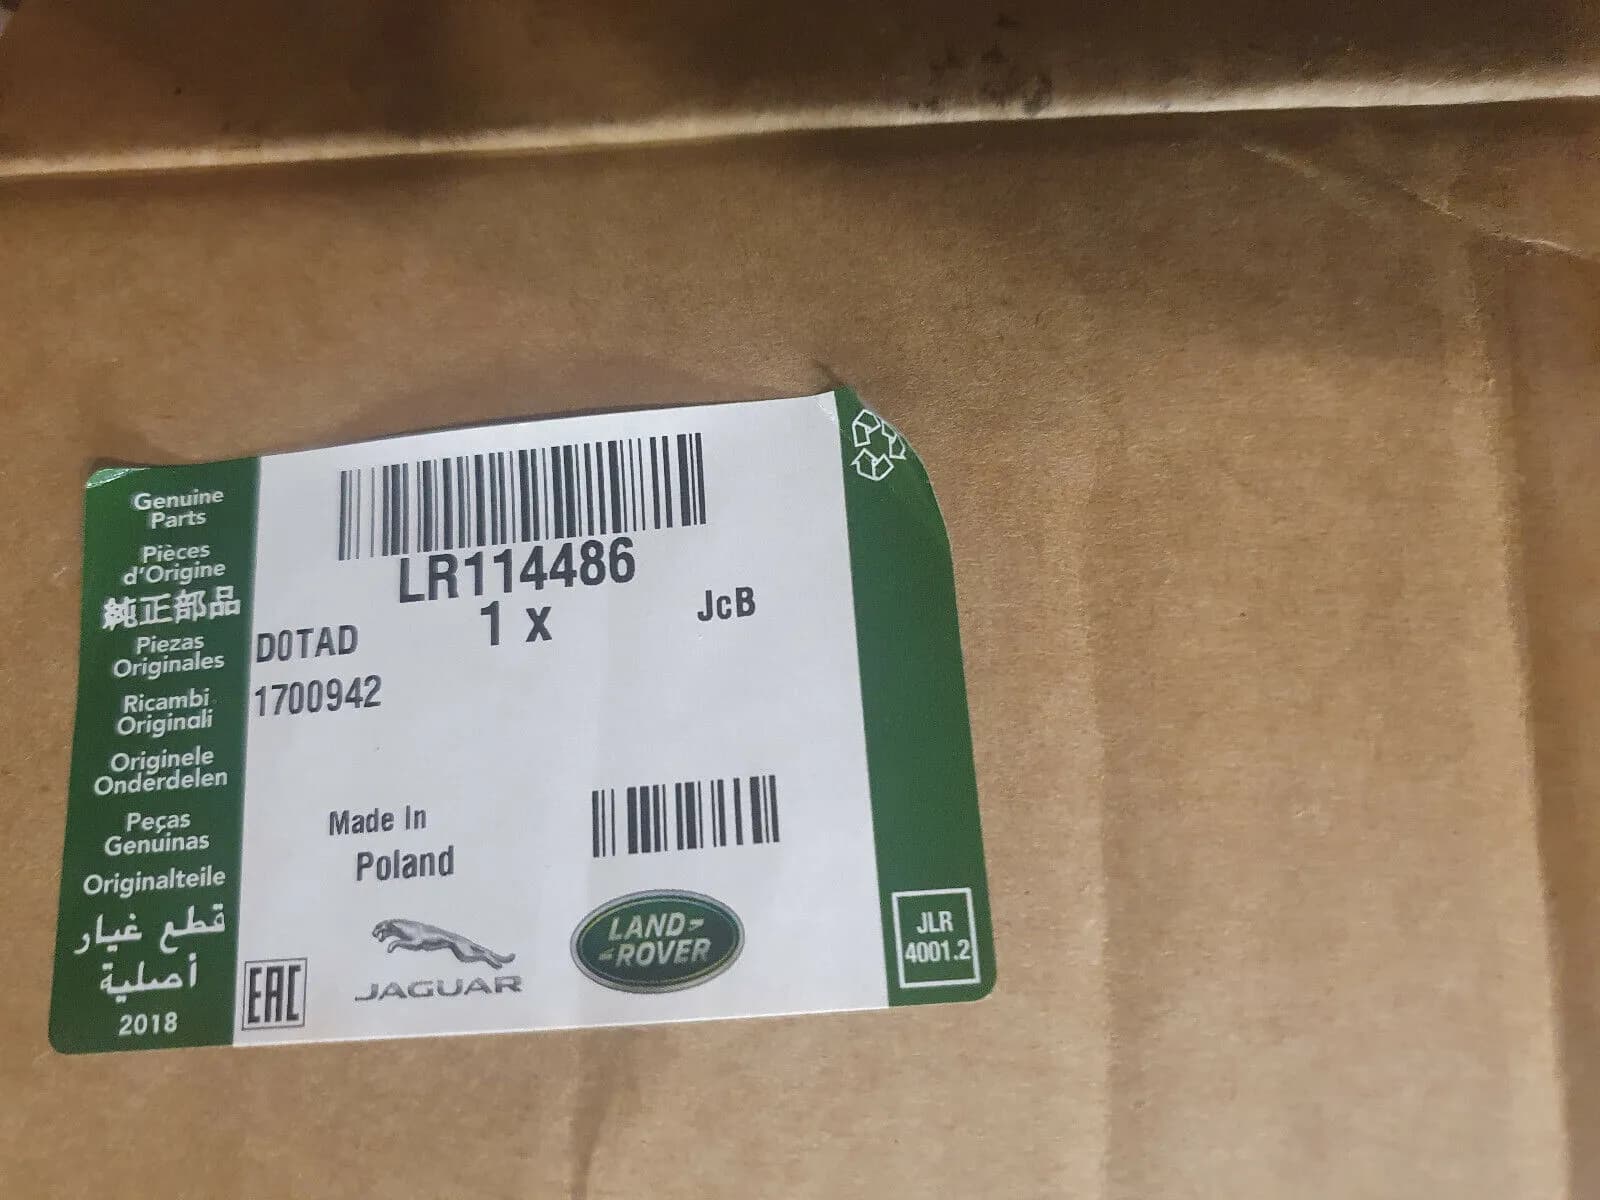 Genuine
Parts
Pièces
d'Origine
純正部品
Piezas
Originales
Ricambi
Originali
Originele
Onderdelen
Peças
Genuinas
Originalteile
قطع غيار
أصلية
2018
LR114486
1 x
JcB
D0TAD
1700942
Made In
Poland
EAC
JAGUAR
LAND
ROVER
JLR
4001.2